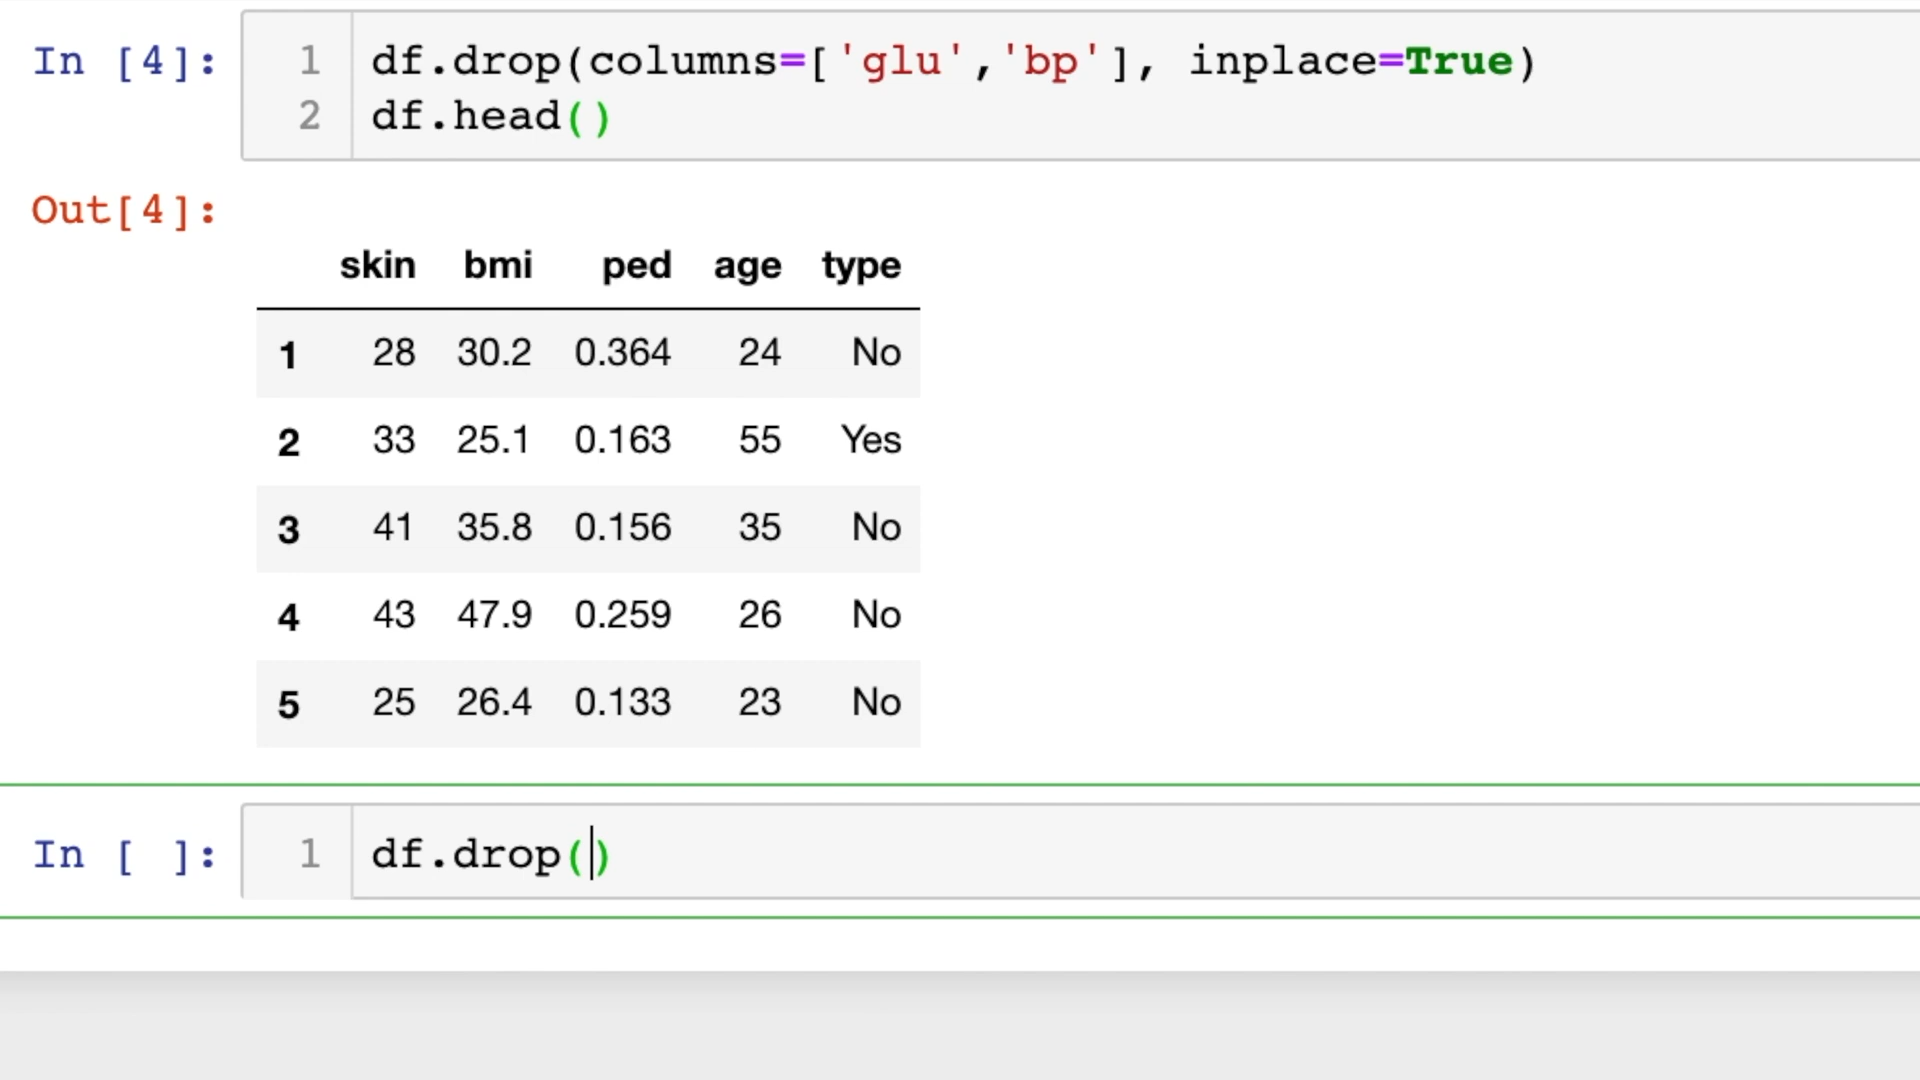 In [4]:
1 df.drop(columns=['glu','bp'], inplace=True)
2 df.head()
Out[4]:
skin bmi ped age type
1 28 30.2 0.364 24 No
2 33 25.1 0.163 55 Yes
3 41 35.8 0.156 35 No
4 43 47.9 0.259 26 No
5 25 26.4 0.133 23 No
In [ ]:
1 df.drop()